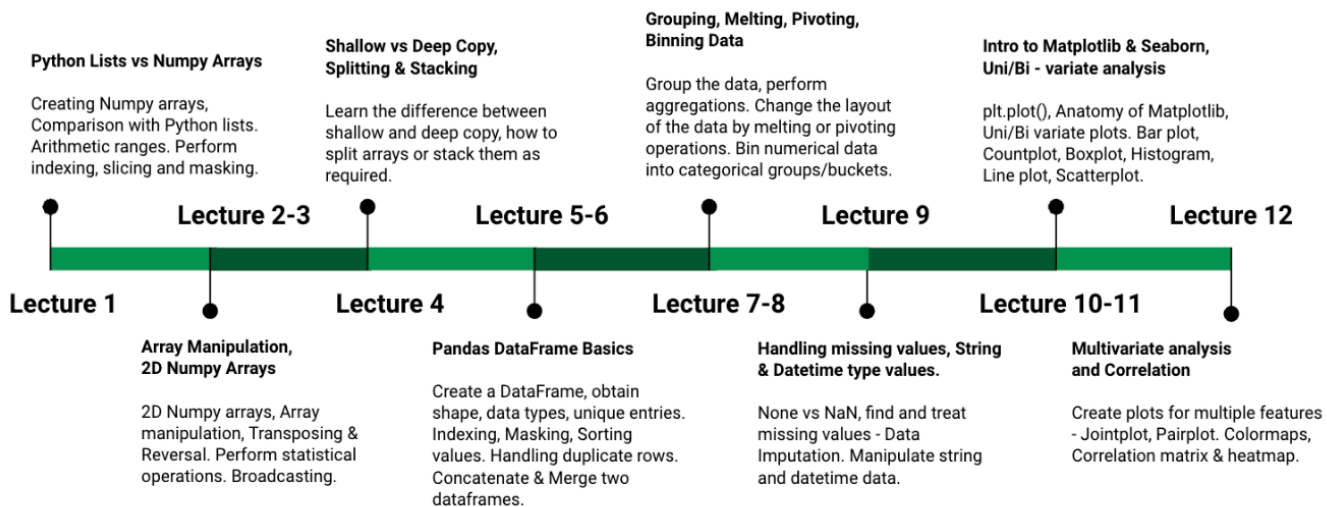 Python Lists vs Numpy Arrays
Creating Numpy arrays,
Comparison with Python lists.
Arithmetic ranges. Perform
indexing, slicing and masking.
Lecture 1
Lecture 2-3
Array Manipulation,
2D Numpy Arrays
2D Numpy arrays, Array
manipulation, Transposing &
Reversal. Perform statistical
operations. Broadcasting.
Shallow vs Deep Copy,
Splitting & Stacking
Learn the difference between
shallow and deep copy, how to
split arrays or stack them as
required.
Lecture 4
Lecture 5-6
Pandas DataFrame Basics
Create a DataFrame, obtain
shape, data types, unique entries.
Indexing, Masking, Sorting
values. Handling duplicate rows.
Concatenate & Merge two
dataframes.
Grouping, Melting, Pivoting,
Binning Data
Group the data, perform
aggregations. Change the layout
of the data by melting or pivoting
operations. Bin numerical data
into categorical groups/buckets.
Lecture 7-8
Lecture 9
Handling missing values, String
& Datetime type values.
None vs NaN, find and treat
missing values - Data
Imputation. Manipulate string
and datetime data.
Intro to Matplotlib & Seaborn,
Uni/Bi - variate analysis
plt.plot(), Anatomy of Matplotlib,
Uni/Bi variate plots. Bar plot,
Countplot, Boxplot, Histogram,
Line plot, Scatterplot.
Lecture 10-11
Lecture 12
Multivariate analysis
and Correlation
Create plots for multiple features
- Jointplot, Pairplot. Colormaps,
Correlation matrix & heatmap.